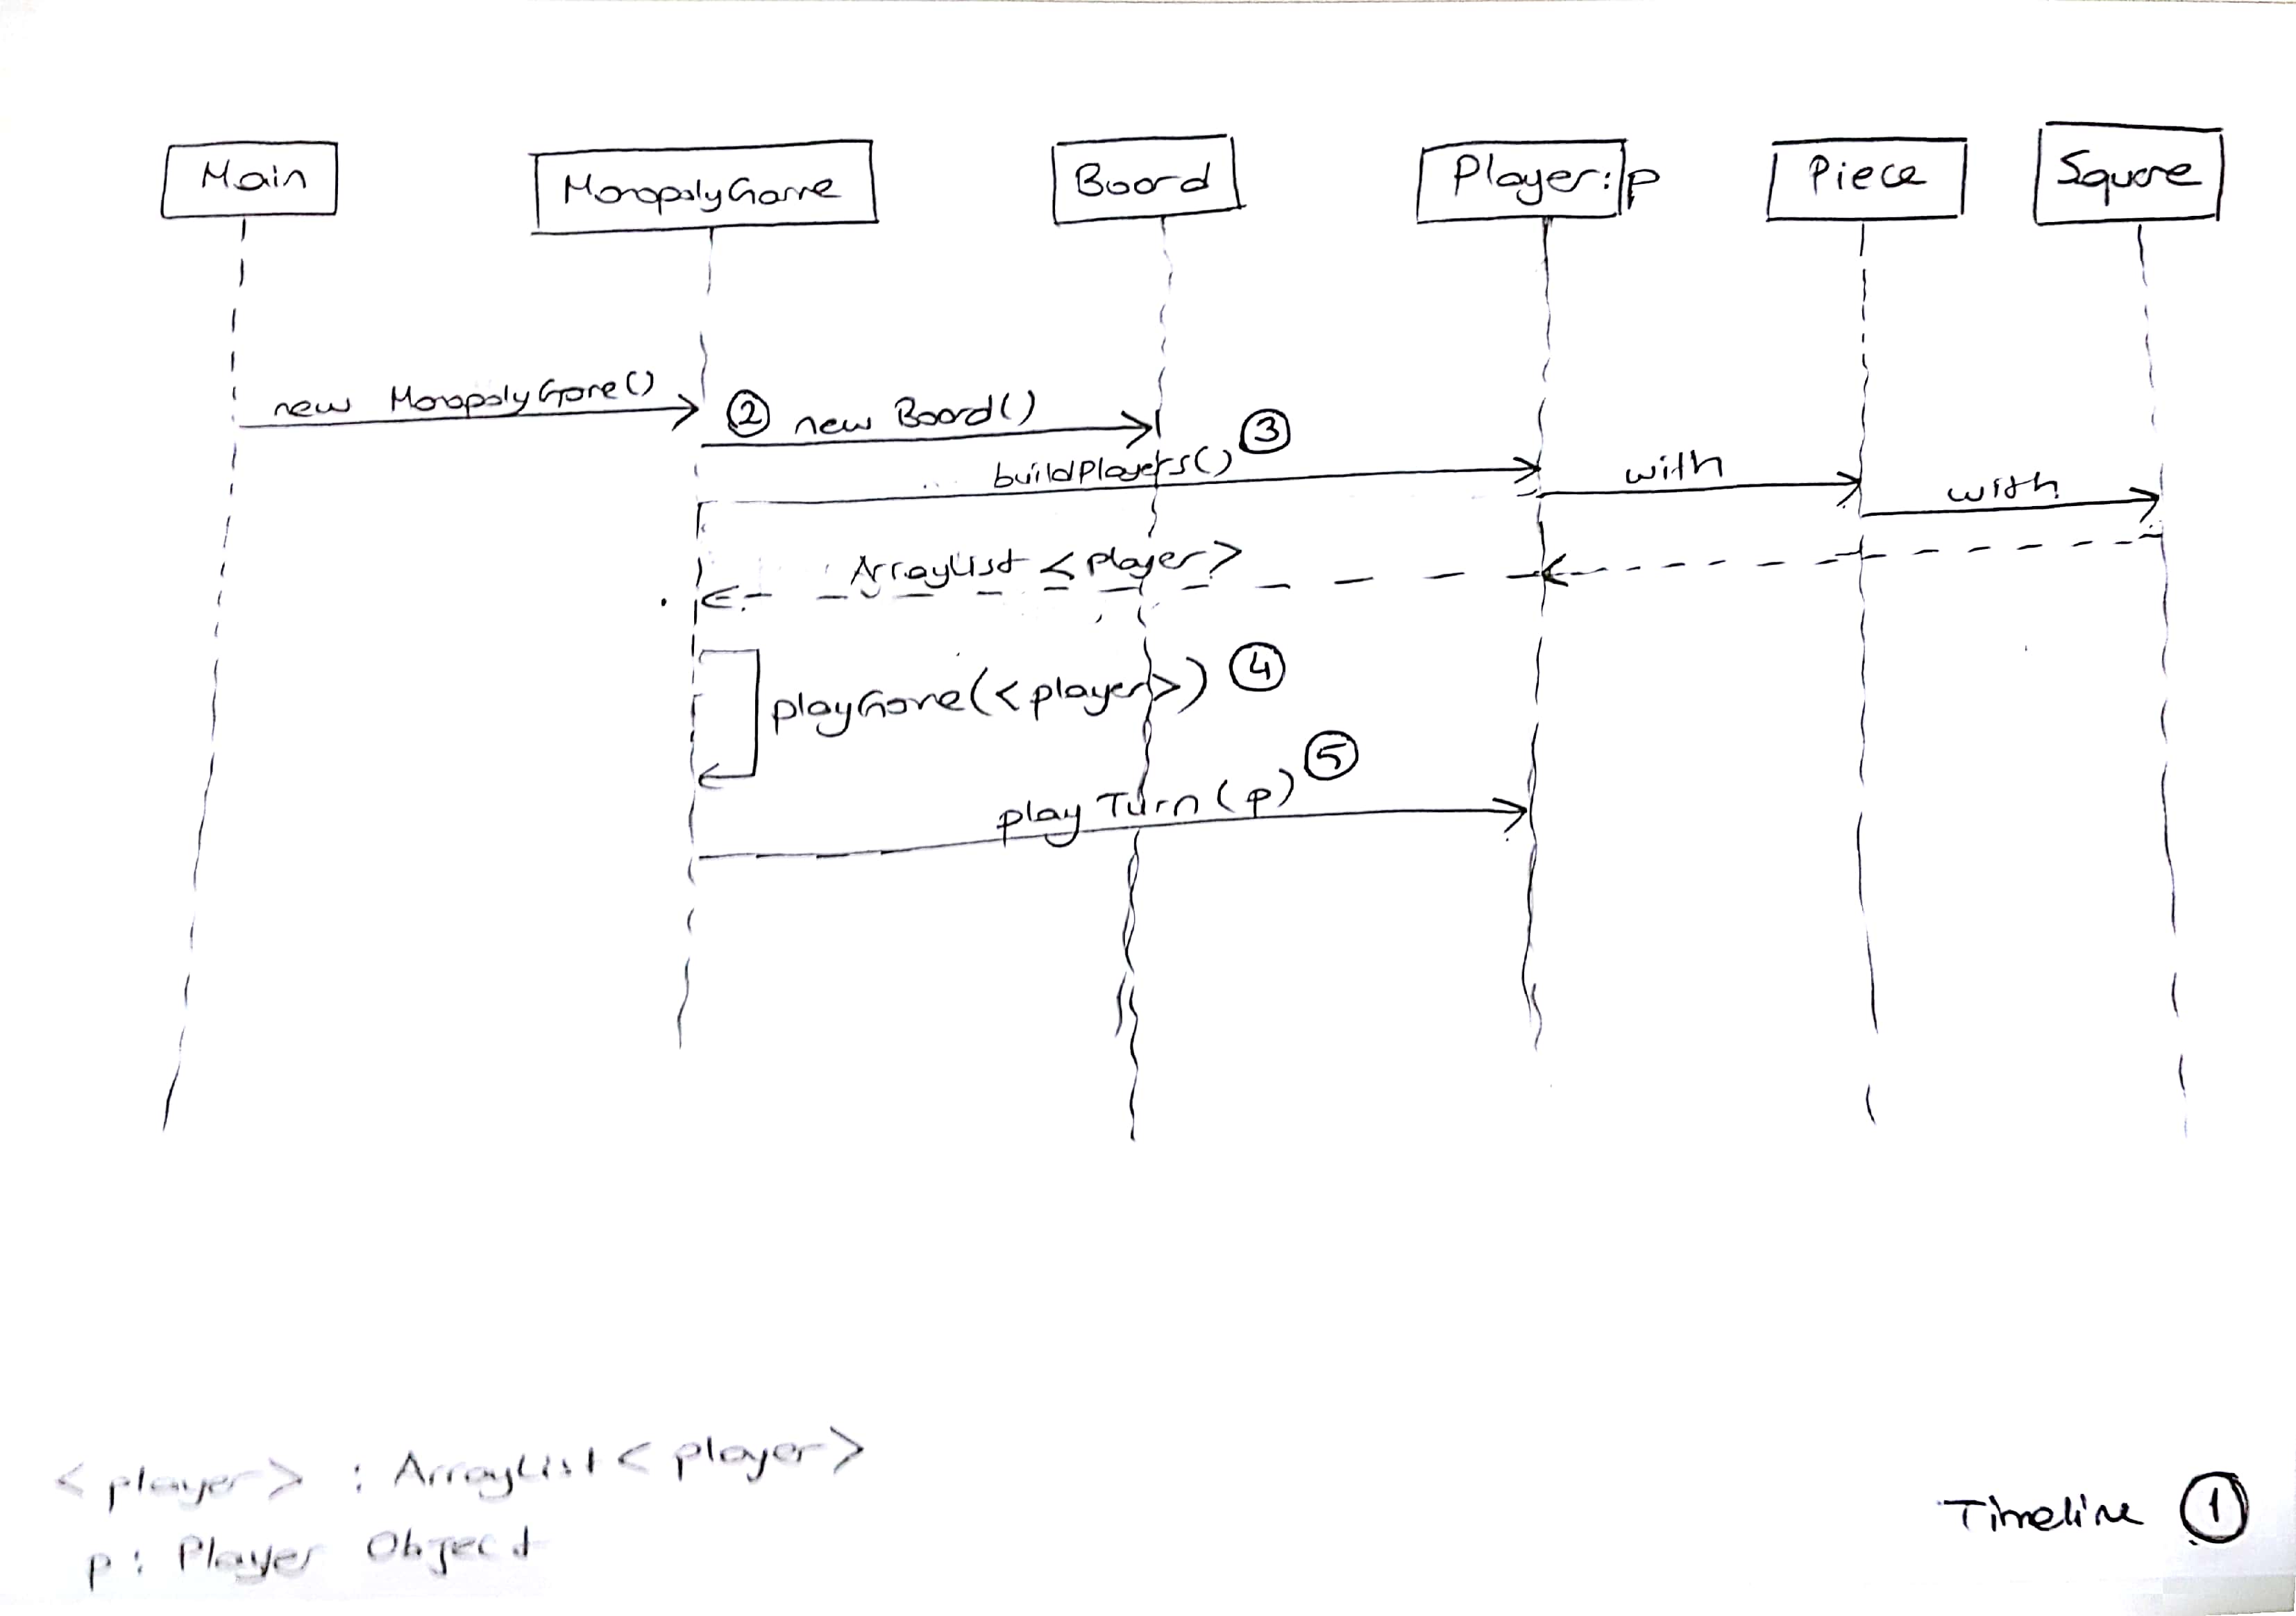 Main
MonopolyGame
Board
Player:p
Piece
Square
new MonopolyGame()
② new Board()
buildPlayers() ③
with
with
ArrayList <player>
playGame(<player>) ④
playTurn(p) ⑤
<player> : ArrayList <player>
p: Player Object
Timeline ①